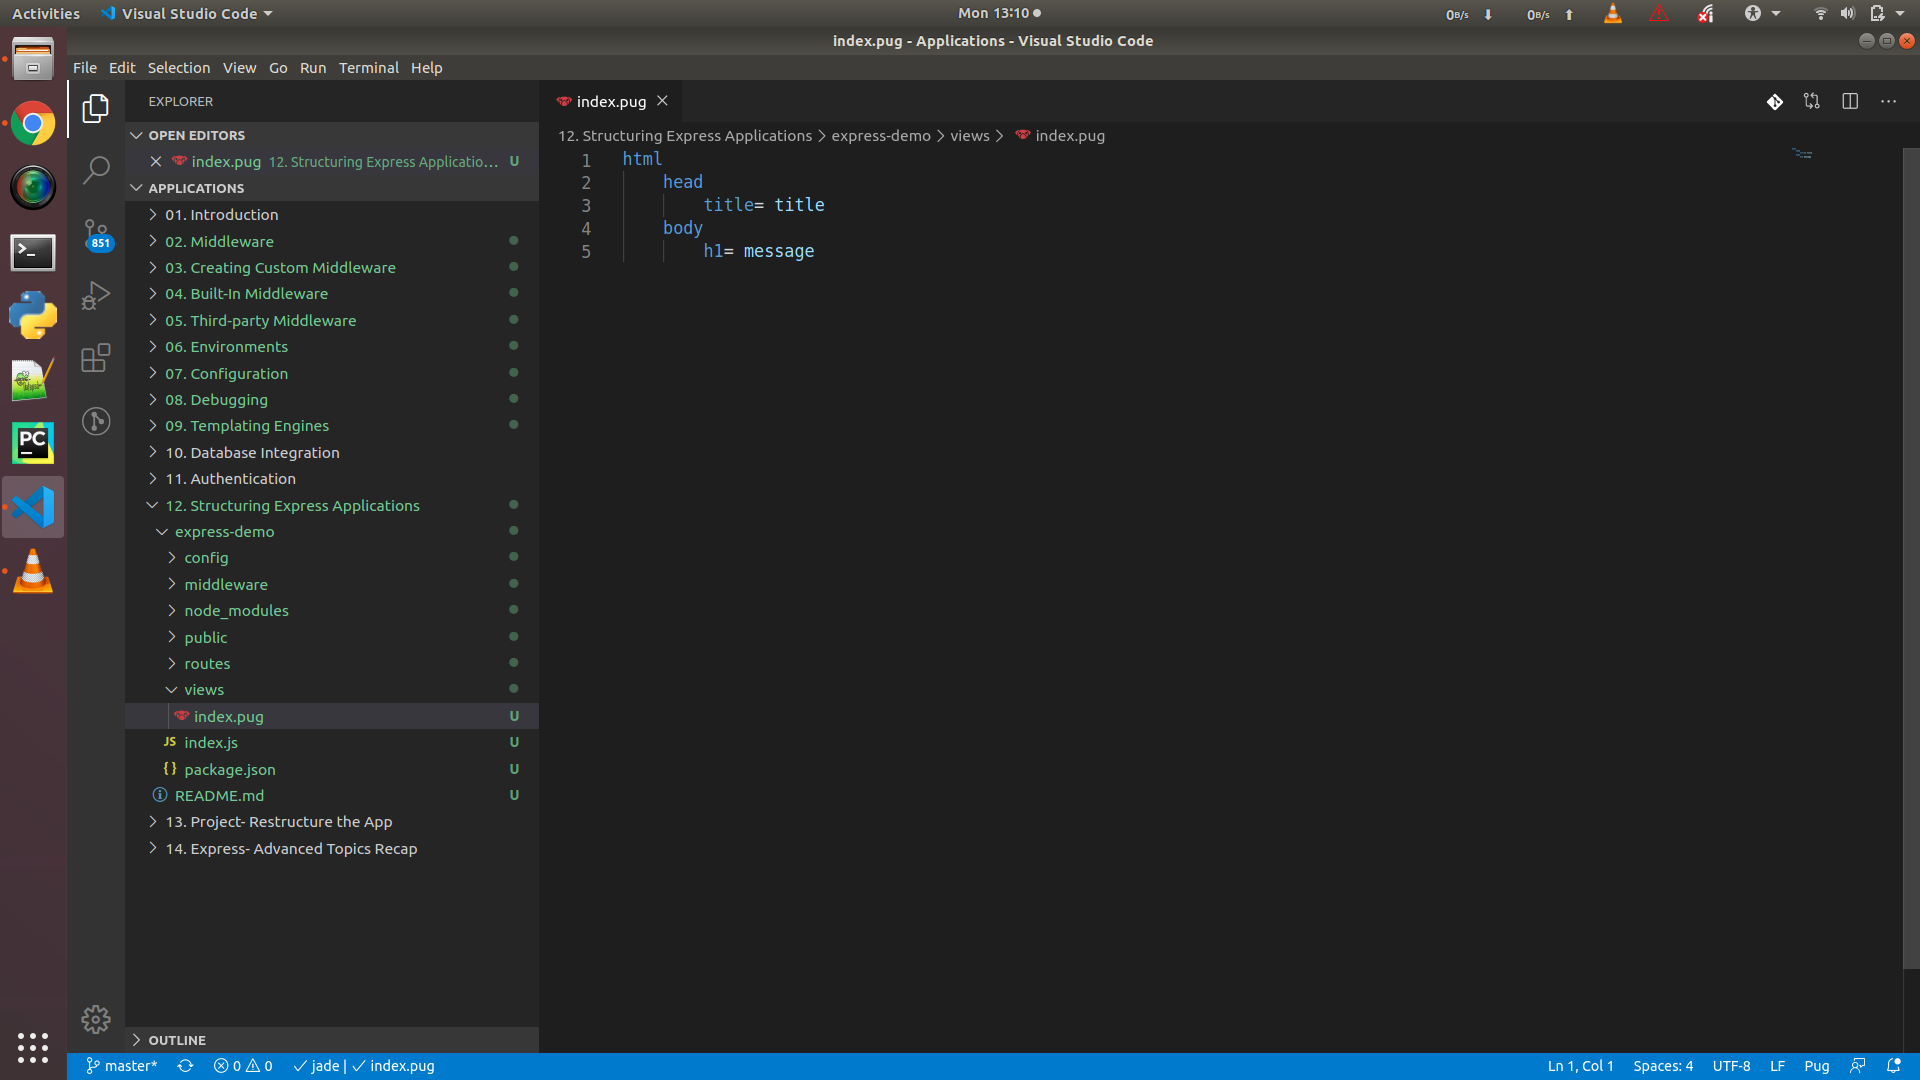 Activities Visual Studio Code Mon 13:10 0B/s 0B/s
index.pug - Applications - Visual Studio Code
File Edit Selection View Go Run Terminal Help
EXPLORER
OPEN EDITORS
index.pug 12. Structuring Express Applicatio... U
APPLICATIONS
01. Introduction
02. Middleware
03. Creating Custom Middleware
04. Built-In Middleware
05. Third-party Middleware
06. Environments
07. Configuration
08. Debugging
09. Templating Engines
10. Database Integration
11. Authentication
12. Structuring Express Applications
express-demo
config
middleware
node_modules
public
routes
views
index.pug U
JS index.js U
{} package.json U
README.md U
13. Project- Restructure the App
14. Express- Advanced Topics Recap
OUTLINE
851
PC
index.pug
12. Structuring Express Applications > express-demo > views > index.pug
1 html
2 head
3 title= title
4 body
5 h1= message
master* 0 0 jade | index.pug Ln 1, Col 1 Spaces: 4 UTF-8 LF Pug